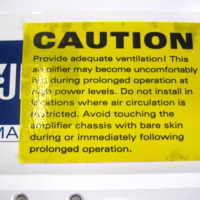 CAUTION
Provide adequate ventilation! This
amplifier may become uncomfortably
hot during prolonged operation at
high power levels. Do not install in
locations where air circulation is
restricted. Avoid touching the
amplifier chassis with bare skin
during or immediately following
prolonged operation.
MA